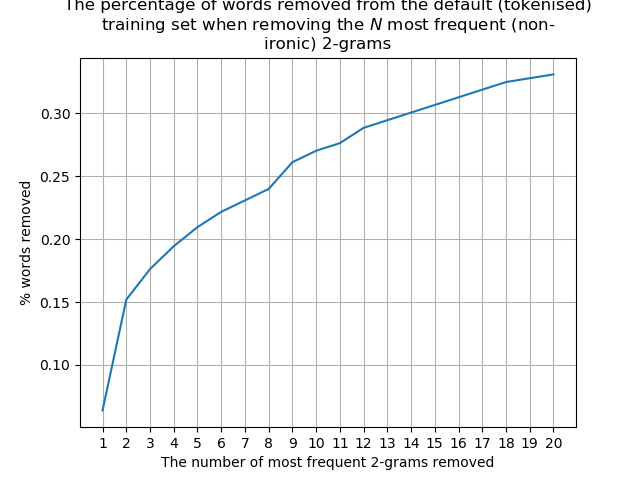 The percentage of words removed from the default (tokenised)
training set when removing the N most frequent (non-
ironic) 2-grams
0.30
0.25
0.20
0.15
0.10
% words removed
1 2 3 4 5 6 7 8 9 10 11 12 13 14 15 16 17 18 19 20
The number of most frequent 2-grams removed